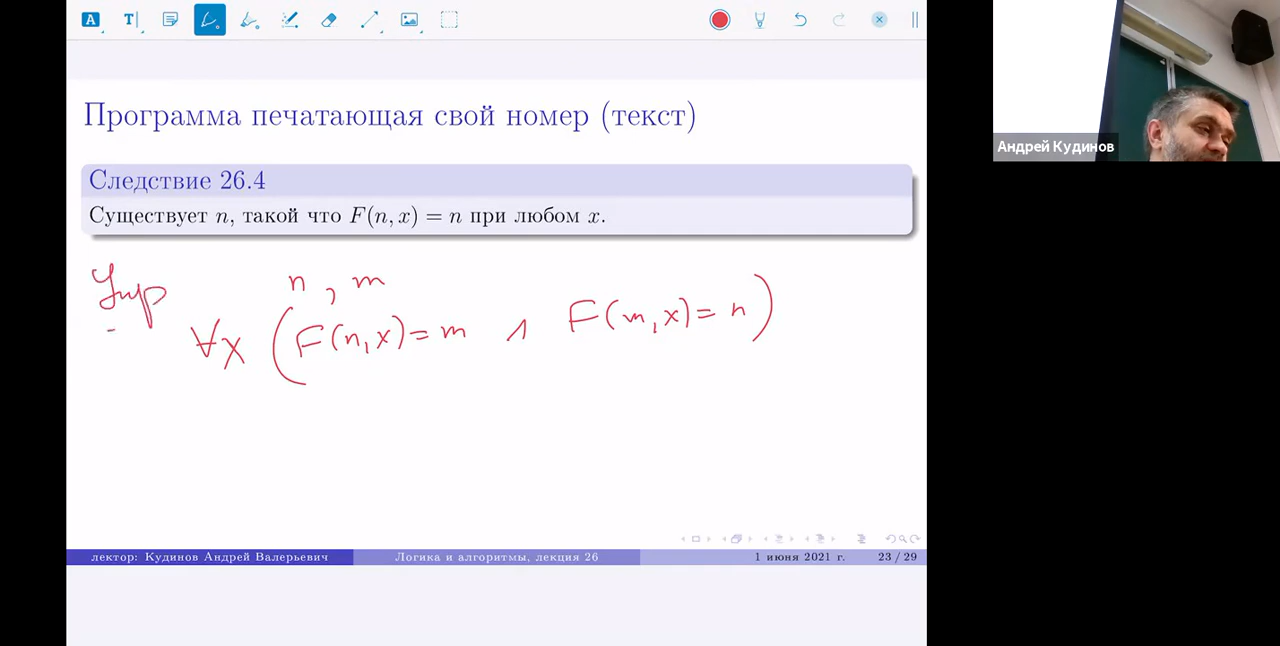 Программа печатающая свой номер (текст)
Следствие 26.4
Существует n, такой что F(n, x) = n при любом x.
Упр
n, m
∀x (F(n,x)=m ∧ F(m,x)=n)
лектор: Кудинов Андрей Валерьевич Логика и алгоритмы, лекция 26 1 июня 2021 г. 23 / 29
Андрей Кудинов